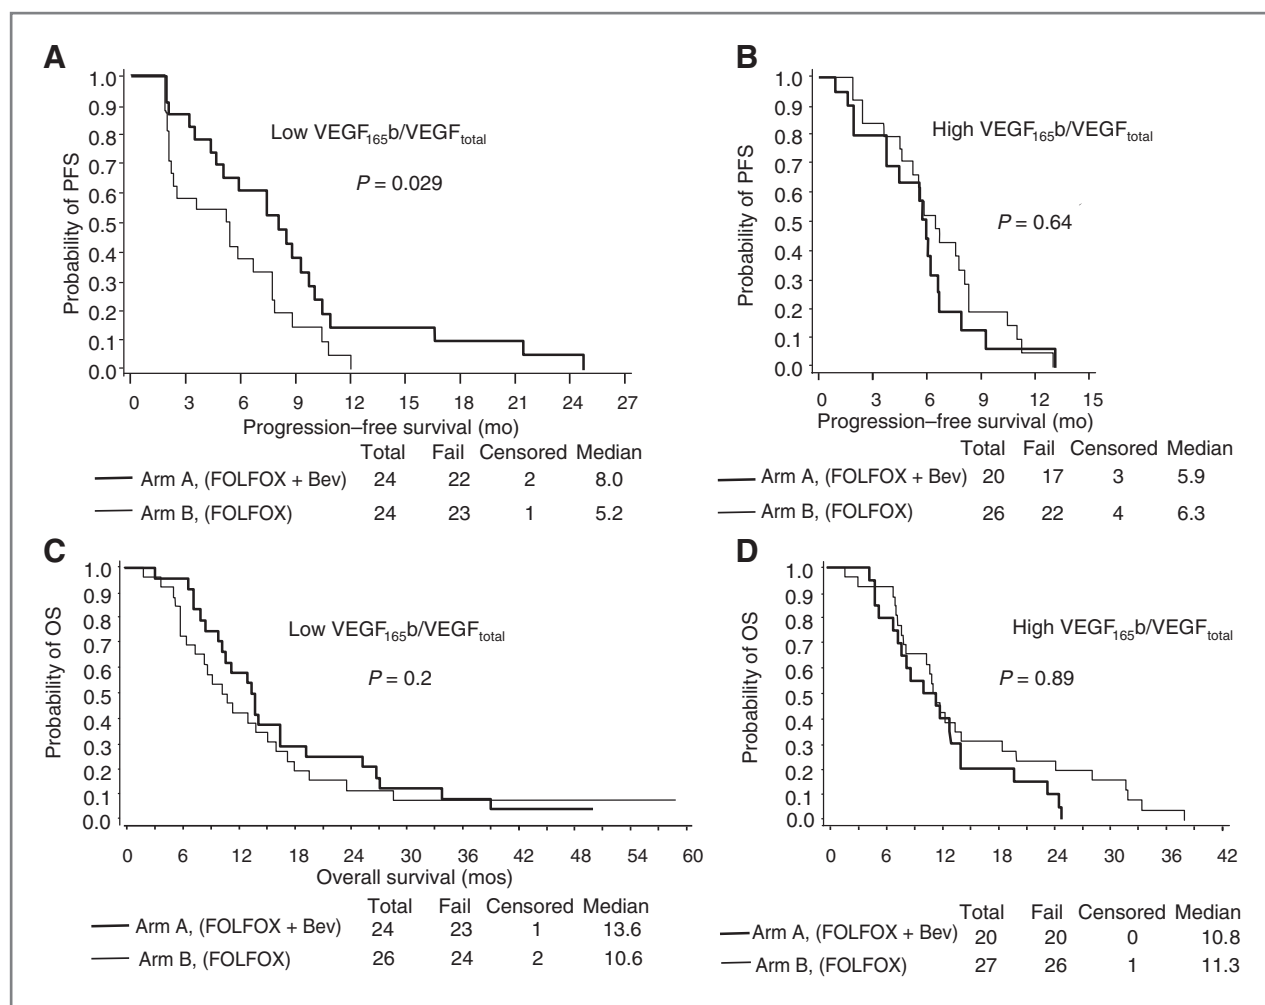 A
Probability of PFS
1.0
0.9
0.8
0.7
0.6
0.5
0.4
0.3
0.2
0.1
0.0
Low VEGF165b/VEGFtotal
P = 0.029
0 3 6 9 12 15 18 21 24 27
Progression–free survival (mo)
Total Fail Censored Median
Arm A, (FOLFOX + Bev) 24 22 2 8.0
Arm B, (FOLFOX) 24 23 1 5.2
B
Probability of PFS
1.0
0.9
0.8
0.7
0.6
0.5
0.4
0.3
0.2
0.1
0.0
High VEGF165b/VEGFtotal
P = 0.64
0 3 6 9 12 15
Progression–free survival (mo)
Total Fail Censored Median
Arm A, (FOLFOX + Bev) 20 17 3 5.9
Arm B, (FOLFOX) 26 22 4 6.3
C
Probability of OS
1.0
0.9
0.8
0.7
0.6
0.5
0.4
0.3
0.2
0.1
0.0
Low VEGF165b/VEGFtotal
P = 0.2
0 6 12 18 24 30 36 42 48 54 60
Overall survival (mos)
Total Fail Censored Median
Arm A, (FOLFOX + Bev) 24 23 1 13.6
Arm B, (FOLFOX) 26 24 2 10.6
D
Probability of OS
1.0
0.9
0.8
0.7
0.6
0.5
0.4
0.3
0.2
0.1
0.0
High VEGF165b/VEGFtotal
P = 0.89
0 6 12 18 24 30 36 42
Total Fail Censored Median
Arm A, (FOLFOX + Bev) 20 20 0 10.8
Arm B, (FOLFOX) 27 26 1 11.3